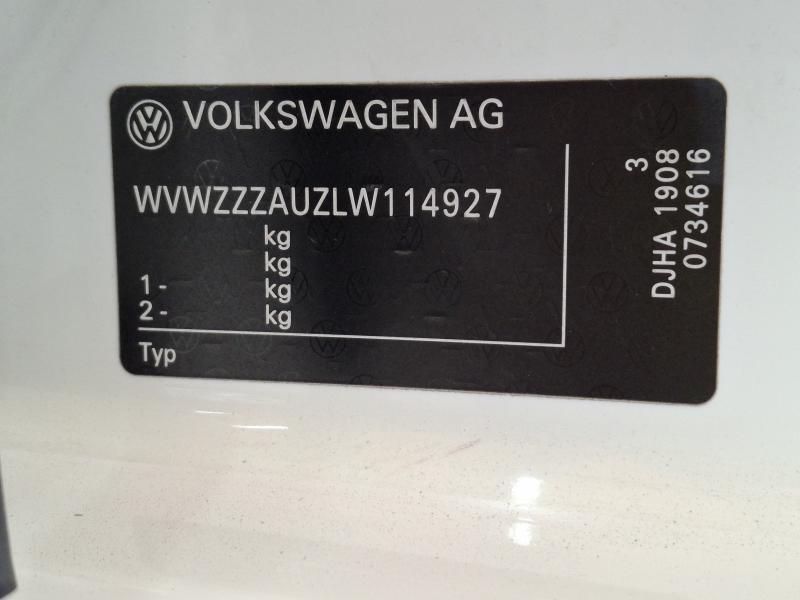 VOLKSWAGEN AG
WVWZZZAUZLW114927
kg
kg
1- kg
2- kg
Typ
3
DJHA 1908
0734616